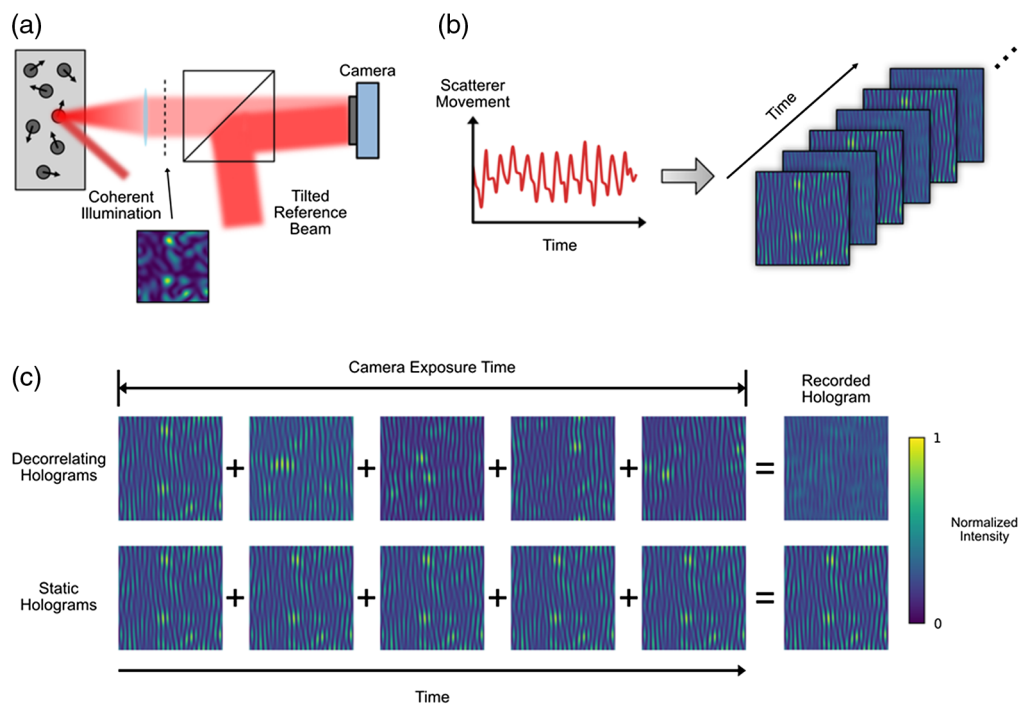 (a)
Camera
Coherent
Illumination
Tilted
Reference
Beam
(b)
Scatterer
Movement
Time
Time
(c)
Camera Exposure Time
Recorded
Hologram
Decorrelating
Holograms
+
+
+
+
=
Static
Holograms
+
+
+
+
=
1
Normalized
Intensity
0
Time